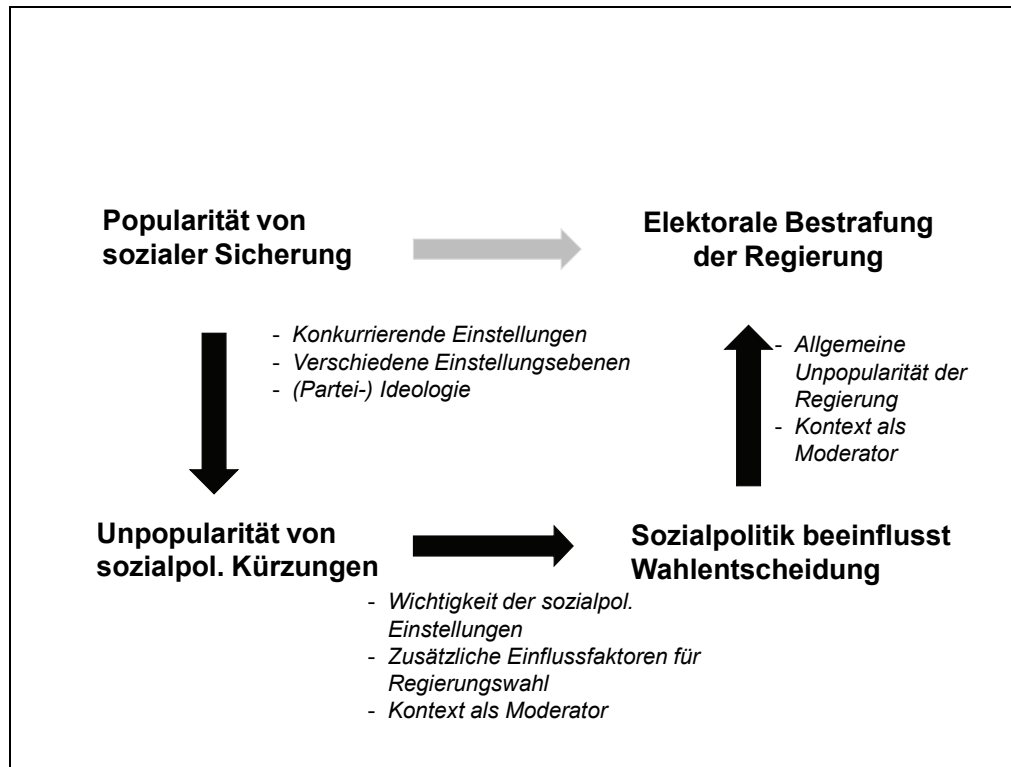 Popularität von
sozialer Sicherung
Elektorale Bestrafung
der Regierung
- Konkurrierende Einstellungen
- Verschiedene Einstellungsebenen
- (Partei-) Ideologie
- Allgemeine
Unpopularität der
Regierung
- Kontext als
Moderator
Unpopularität von
sozialpol. Kürzungen
Sozialpolitik beeinflusst
Wahlentscheidung
- Wichtigkeit der sozialpol.
Einstellungen
- Zusätzliche Einflussfaktoren für
Regierungswahl
- Kontext als Moderator